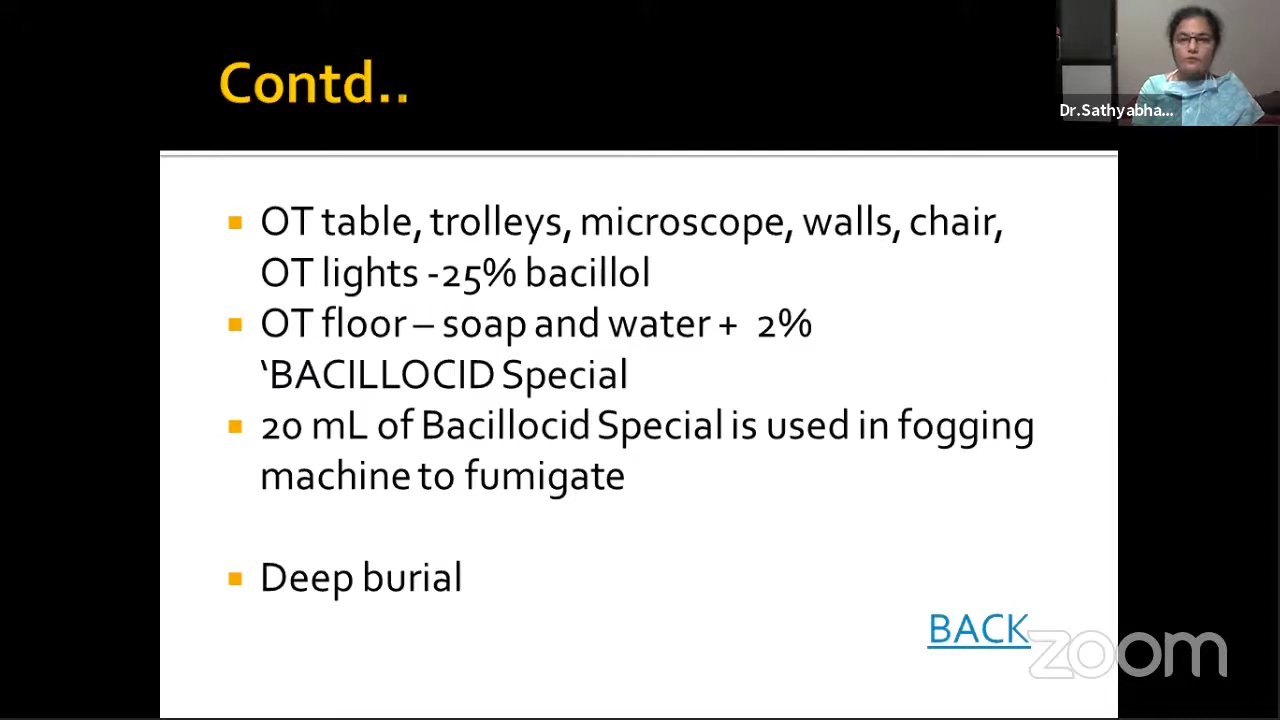 Contd..
Dr.Sathyabha...
OT table, trolleys, microscope, walls, chair,
OT lights -25% bacillol
OT floor – soap and water + 2%
‘BACILLOCID Special
20 mL of Bacillocid Special is used in fogging
machine to fumigate
Deep burial
BACK
zoom